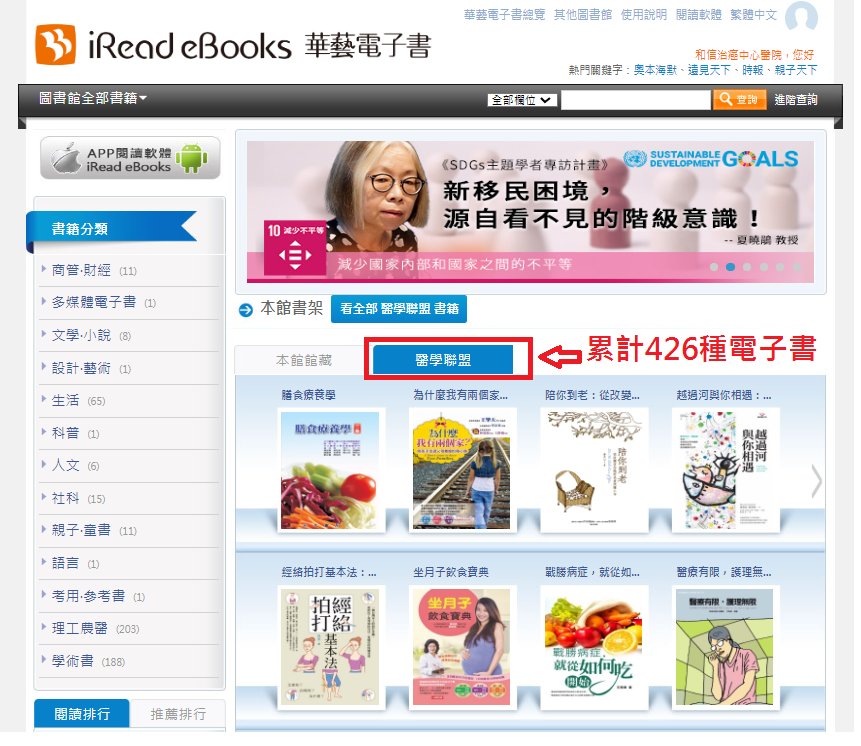 華藝電子書總覽 其他圖書館 使用說明 閱讀軟體 繁體中文
iRead eBooks 華藝電子書
和信治癌中心醫院，您好
熱門關鍵字：奧本海默、遠見天下、時報、親子天下
圖書館全部書籍
全部欄位
查詢
進階查詢
APP閱讀軟體
iRead eBooks
書籍分類
商管‧財經 (11)
多媒體電子書 (1)
文學‧小說 (8)
設計‧藝術 (1)
生活 (65)
科普 (1)
人文 (6)
社科 (15)
親子‧童書 (11)
語言 (1)
考用‧參考書 (1)
理工農醫 (203)
學術書 (188)
閱讀排行
推薦排行
《SDGs主題學者專訪計畫》
SUSTAINABLE
DEVELOPMENT
GOALS
新移民困境，
源自看不見的階級意識！
-- 夏曉鵑 教授
10 減少不平等
減少國家內部和國家之間的不平等
本館書架
看全部 醫學聯盟 書籍
本館館藏
醫學聯盟
累計426種電子書
膳食療養學
為什麼我有兩個家...
陪你到老：從改變...
越過河與你相遇：...
膳食療養學
為什麼
我有兩個家?
陪你到老
越過河
與你相遇
經絡拍打基本法：...
坐月子飲食寶典
戰勝病症，就從如...
醫療有限，護理無...
經絡
拍打
基本法
坐月子
飲食寶典
戰勝病症，
就從如何吃
開始
醫療有限，護理無限